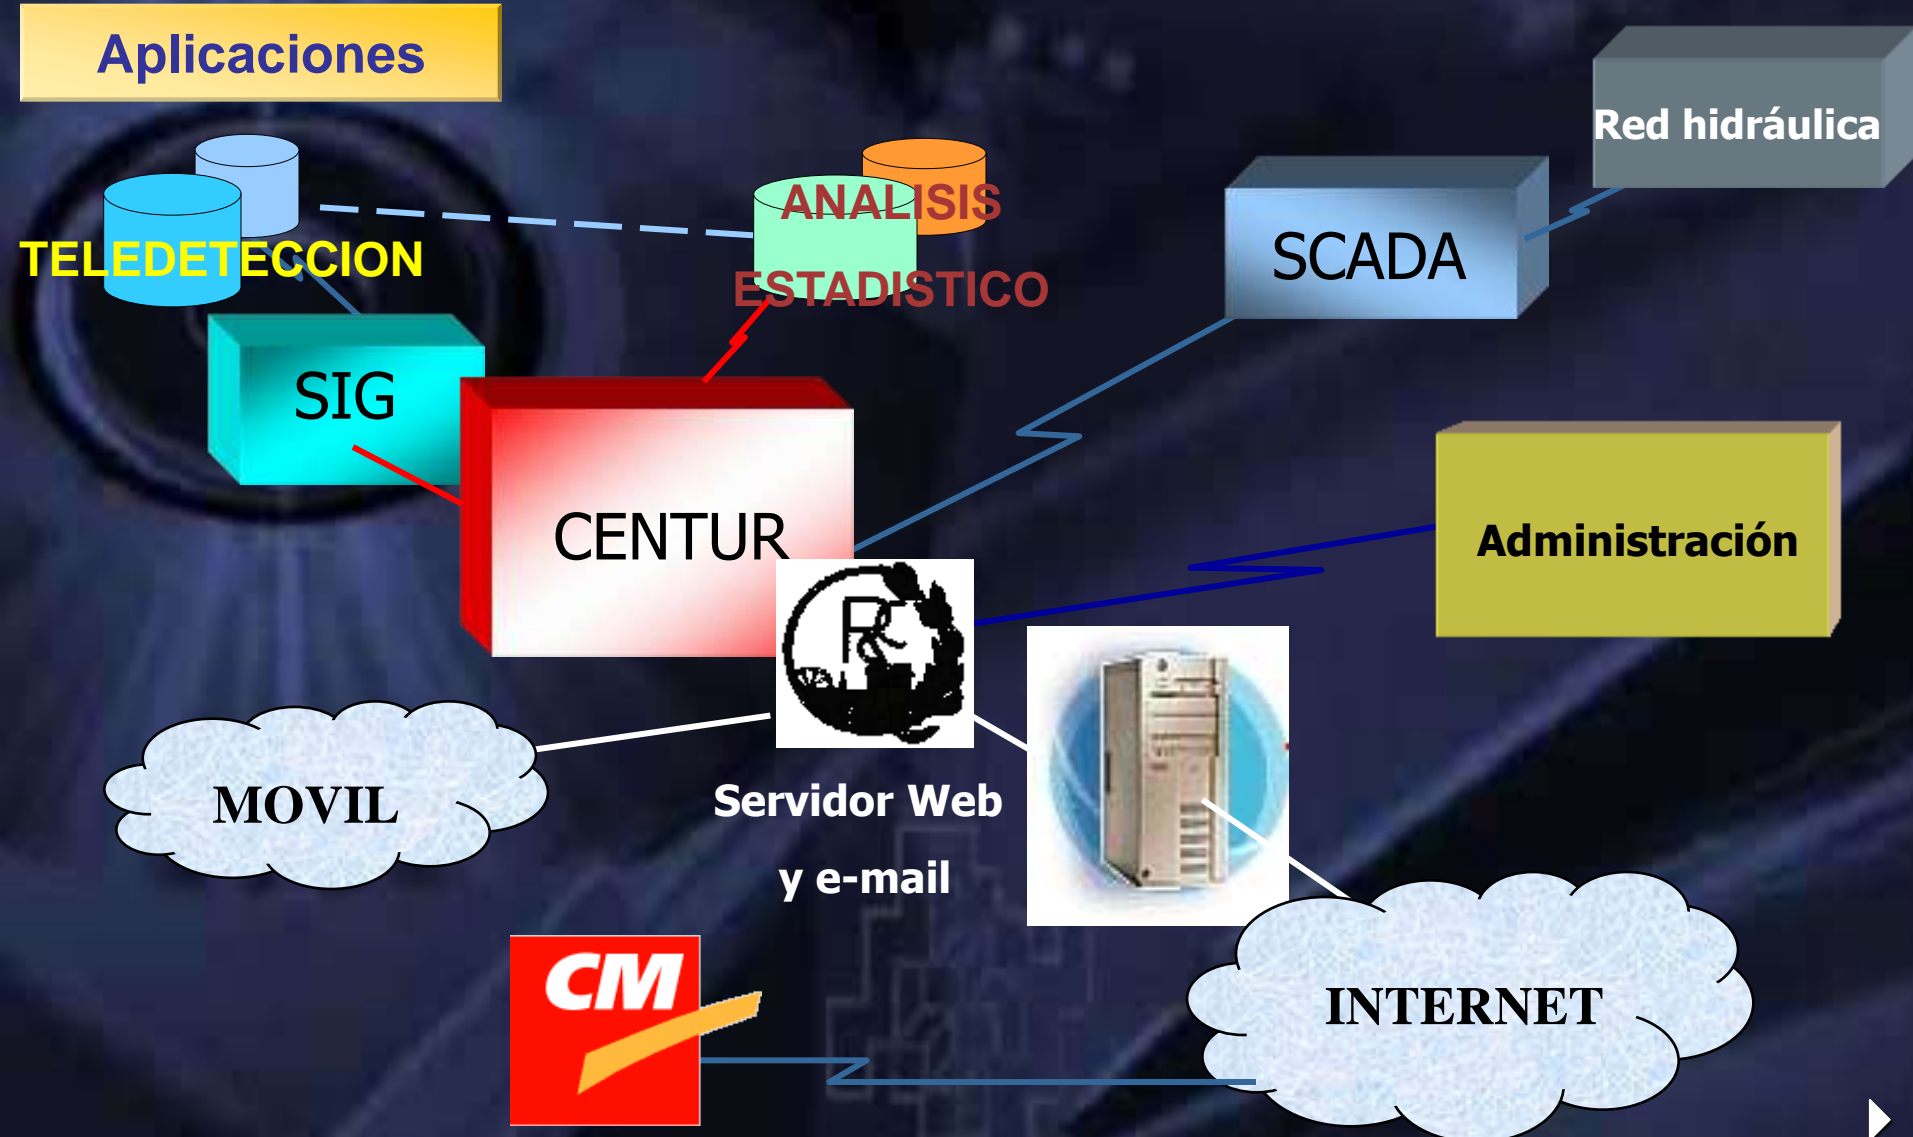 Aplicaciones
Red hidráulica
TELEDETECCION
ANALISIS
ESTADISTICO
SCADA
SIG
CENTUR
Administración
MOVIL
Servidor Web
y e-mail
INTERNET
CM